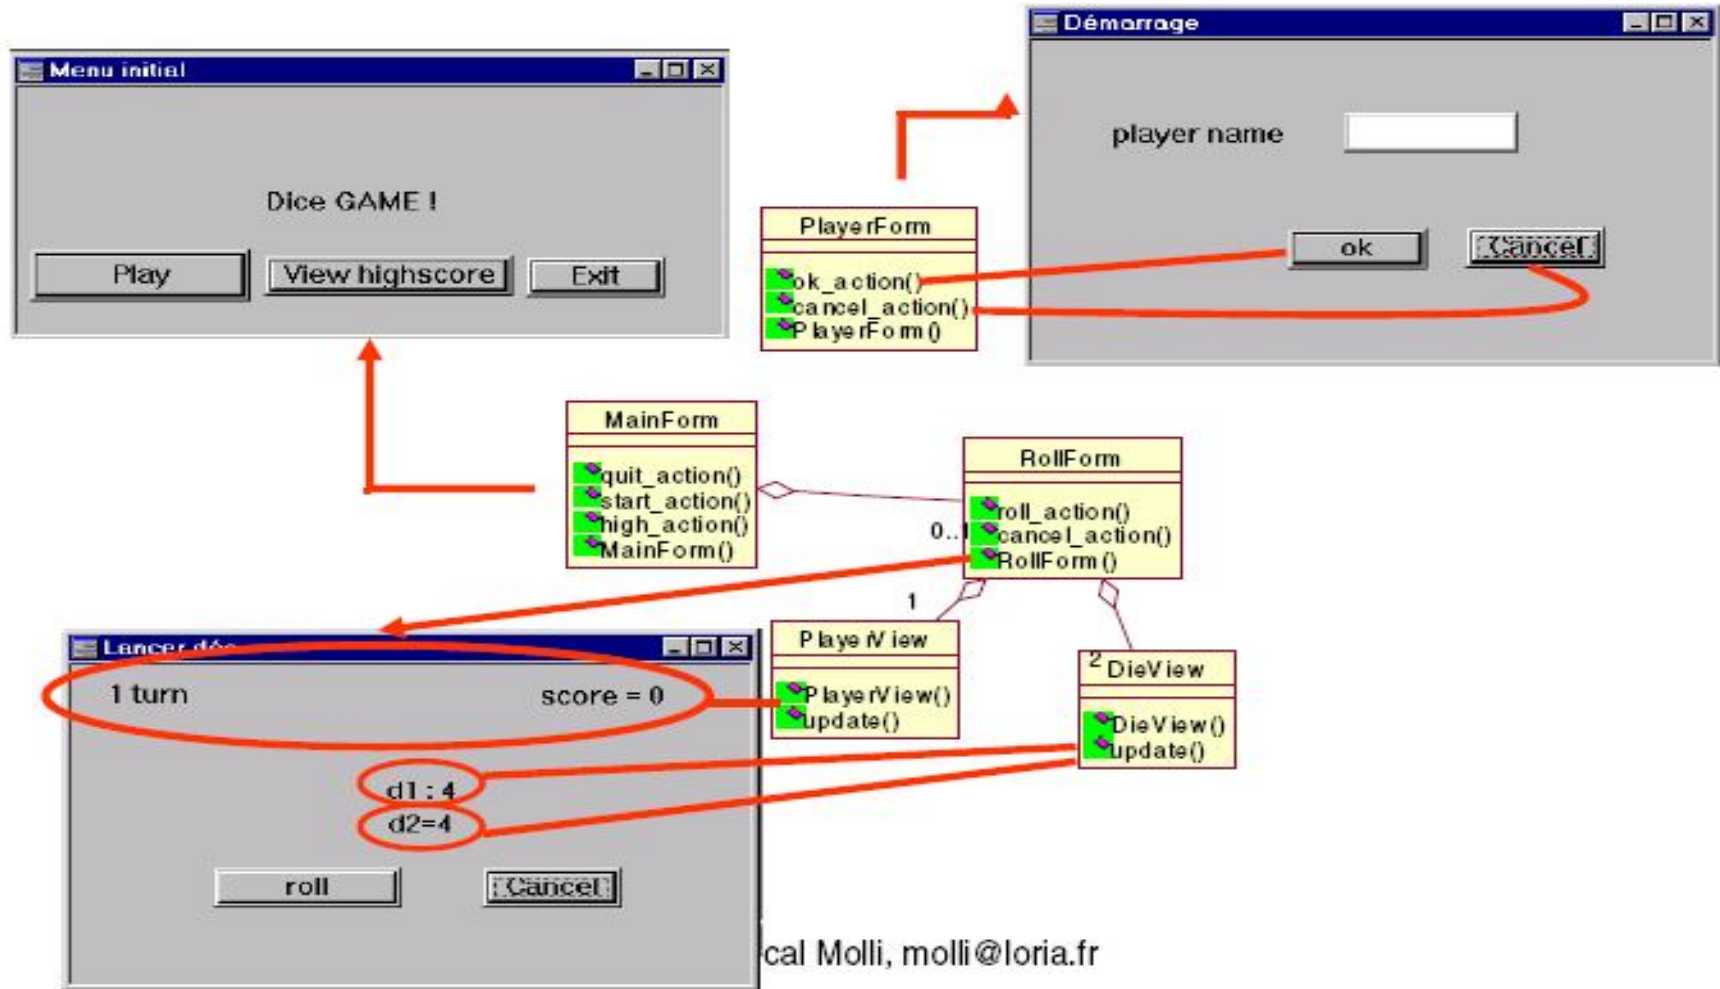 Menu initial
Dice GAME !
Play
View highscore
Exit
Démarrage
player name
ok
Cancel
PlayerForm
ok_action()
cancel_action()
PlayerForm()
MainForm
quit_action()
start_action()
high_action()
MainForm()
RollForm
roll_action()
cancel_action()
RollForm()
0..1
1
2
PlayerView
PlayerView()
update()
DieView
DieView()
update()
Lancer
1 turn
score = 0
d1 : 4
d2=4
roll
Cancel
cal Molli, molli@loria.fr